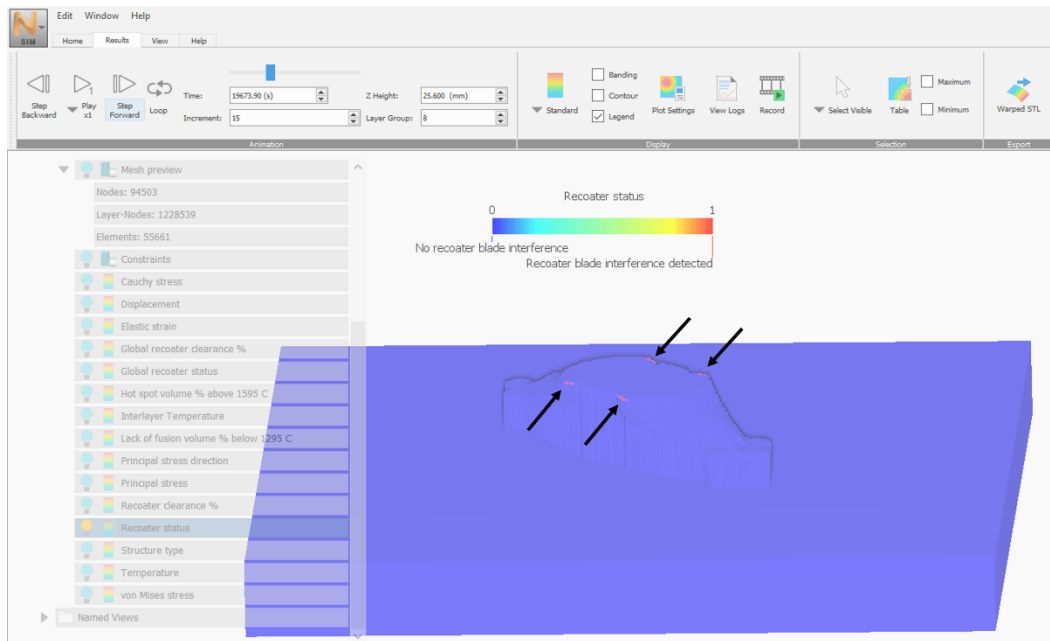 Edit Window Help
SIM
Home Results View Help
Step Backward
Play x1
Step Forward
Loop
Time: 19673.90 (s)
Increment: 15
Z Height: 25.600 (mm)
Layer Group: 8
Animation
Standard
Banding
Contour
Legend
Plot Settings
View Logs
Record
Display
Select Visible
Table
Maximum
Minimum
Selection
Warped STL
Export
Mesh preview
Nodes: 94503
Layer-Nodes: 1228539
Elements: 55661
Constraints
Cauchy stress
Displacement
Elastic strain
Global recoater clearance %
Global recoater status
Hot spot volume % above 1595 C
Interlayer Temperature
Lack of fusion volume % below 1295 C
Principal stress direction
Principal stress
Recoater clearance %
Recoater status
Structure type
Temperature
von Mises stress
Named Views
Recoater status
0 1
No recoater blade interference
Recoater blade interference detected